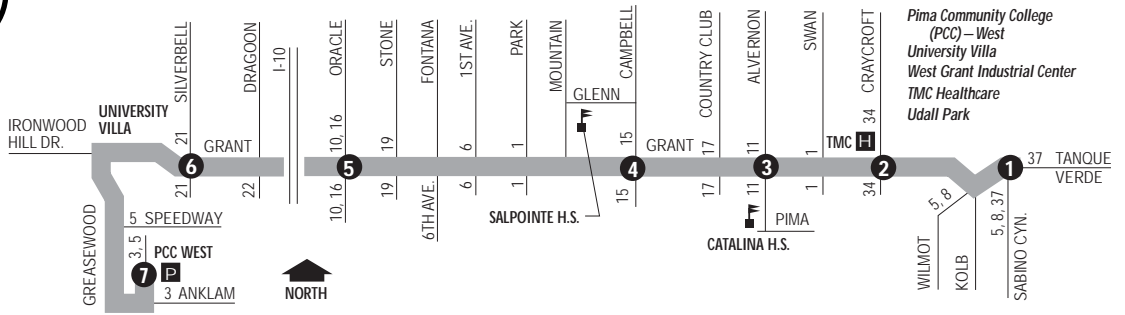 Pima Community College
(PCC) – West
University Villa
West Grant Industrial Center
TMC Healthcare
Udall Park
IRONWOOD
HILL DR.
UNIVERSITY
VILLA
SILVERBELL
21
6
21
GRANT
DRAGOON
22
I-10
ORACLE
10, 16
5
10, 16
STONE
19
19
FONTANA
6TH AVE.
1ST AVE.
6
6
PARK
1
1
MOUNTAIN
GLENN
SALPOINTE H.S.
CAMPBELL
15
4
15
GRANT
COUNTRY CLUB
17
17
ALVERNON
11
3
11
PIMA
CATALINA H.S.
SWAN
1
1
TMC H
CRAYCROFT
34
2
34
5, 8
WILMOT
KOLB
1
37 TANQUE
VERDE
5, 8, 37
SABINO CYN.
GREASEWOOD
5 SPEEDWAY
3, 5
PCC WEST
7 P
3 ANKLAM
NORTH